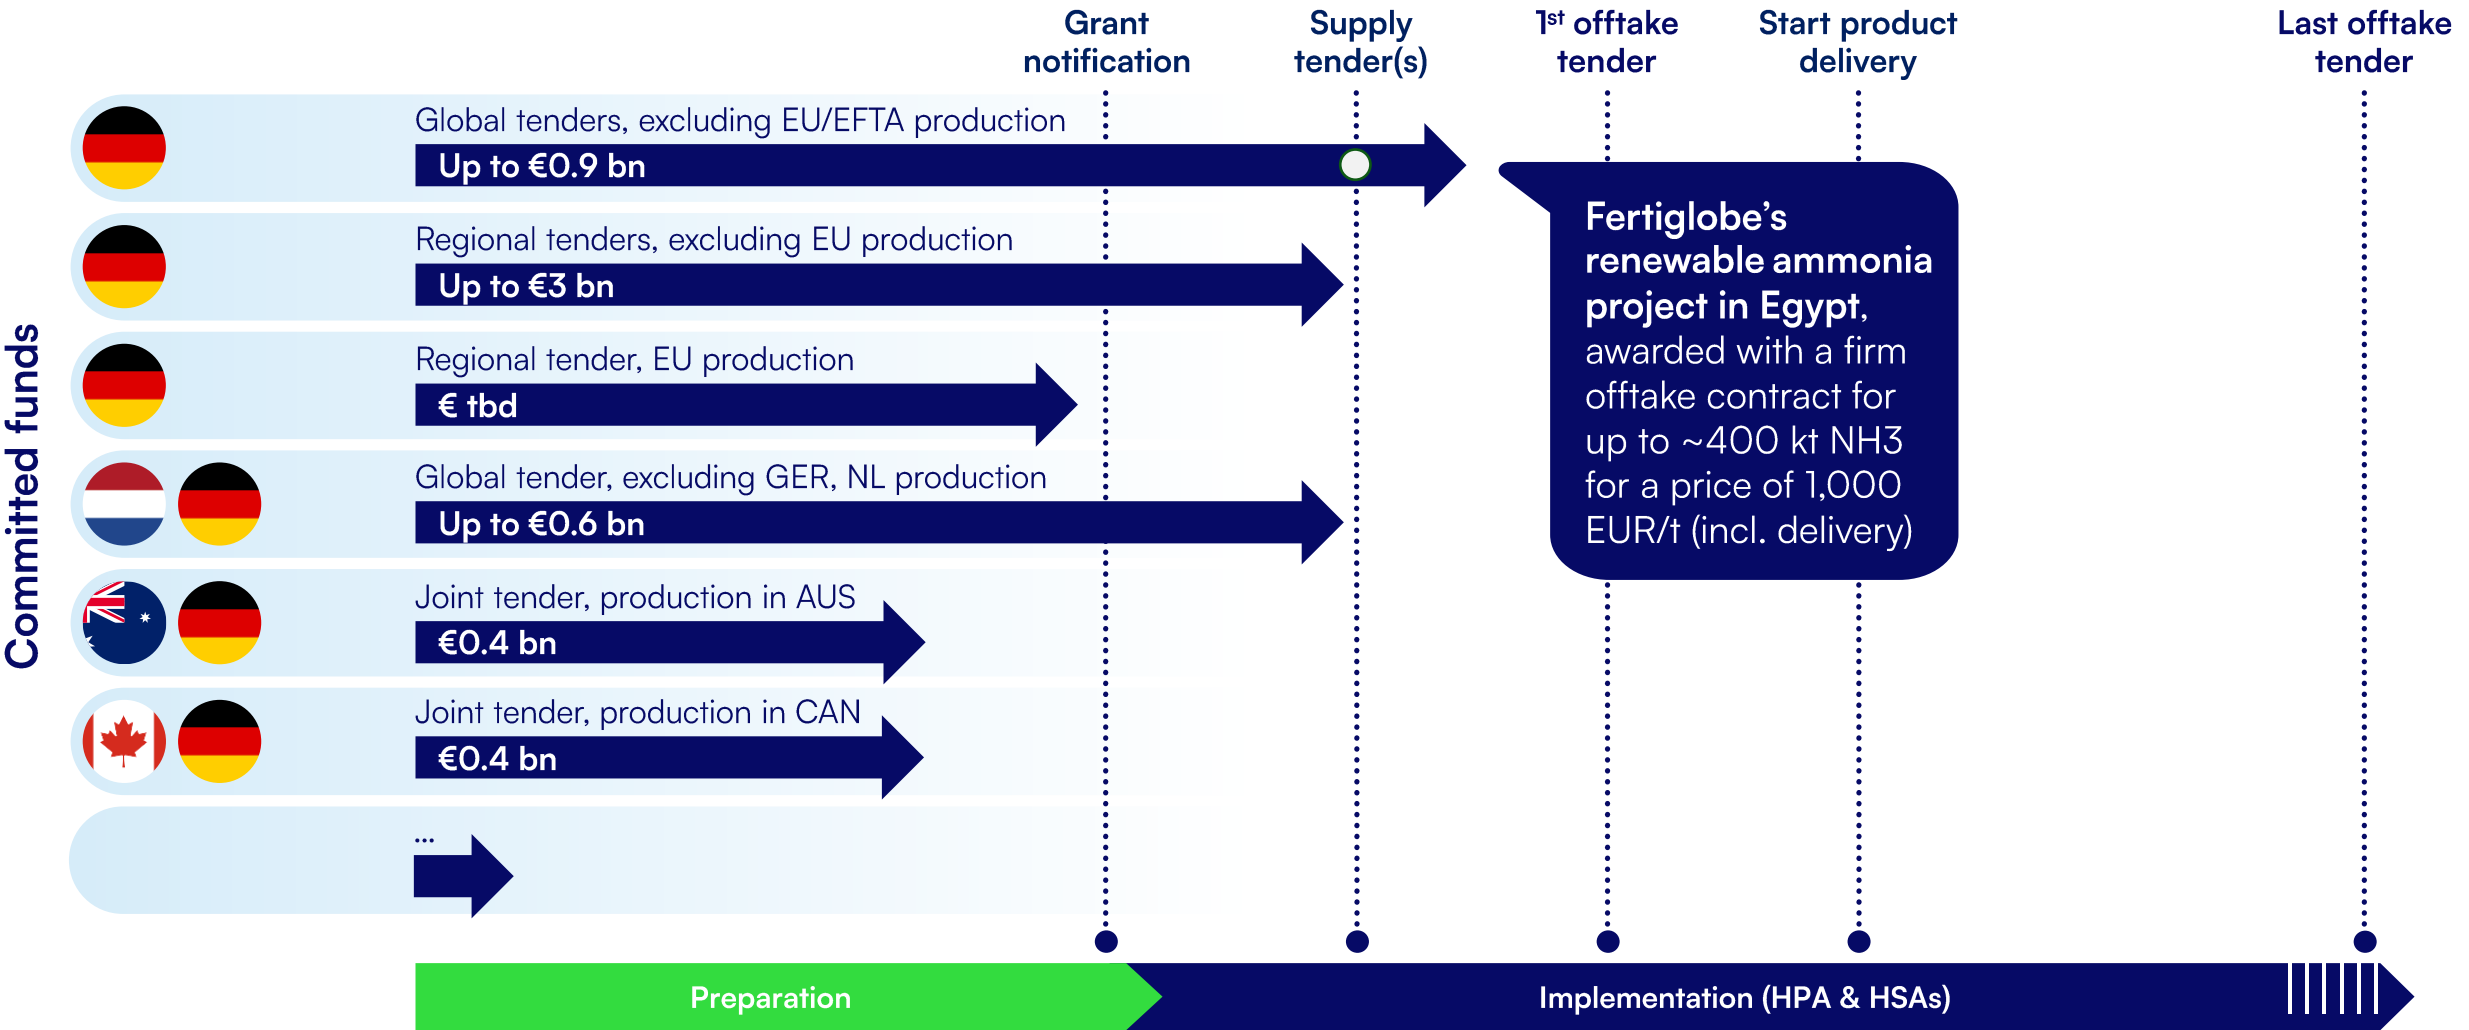 Grant
notification
Supply
tender(s)
1st offtake
tender
Start product
delivery
Last offtake
tender
Committed funds
Global tenders, excluding EU/EFTA production
Up to €0.9 bn
Regional tenders, excluding EU production
Up to €3 bn
Regional tender, EU production
€ tbd
Global tender, excluding GER, NL production
Up to €0.6 bn
Joint tender, production in AUS
€0.4 bn
Joint tender, production in CAN
€0.4 bn
...
Fertiglobe’s
renewable ammonia
project in Egypt,
awarded with a firm
offtake contract for
up to ~400 kt NH3
for a price of 1,000
EUR/t (incl. delivery)
Preparation
Implementation (HPA & HSAs)